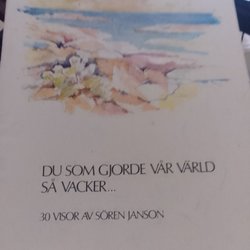 DU SOM GJORDE VÅR VÄRLD
SÅ VACKER...
30 VISOR AV SÖREN JANSON